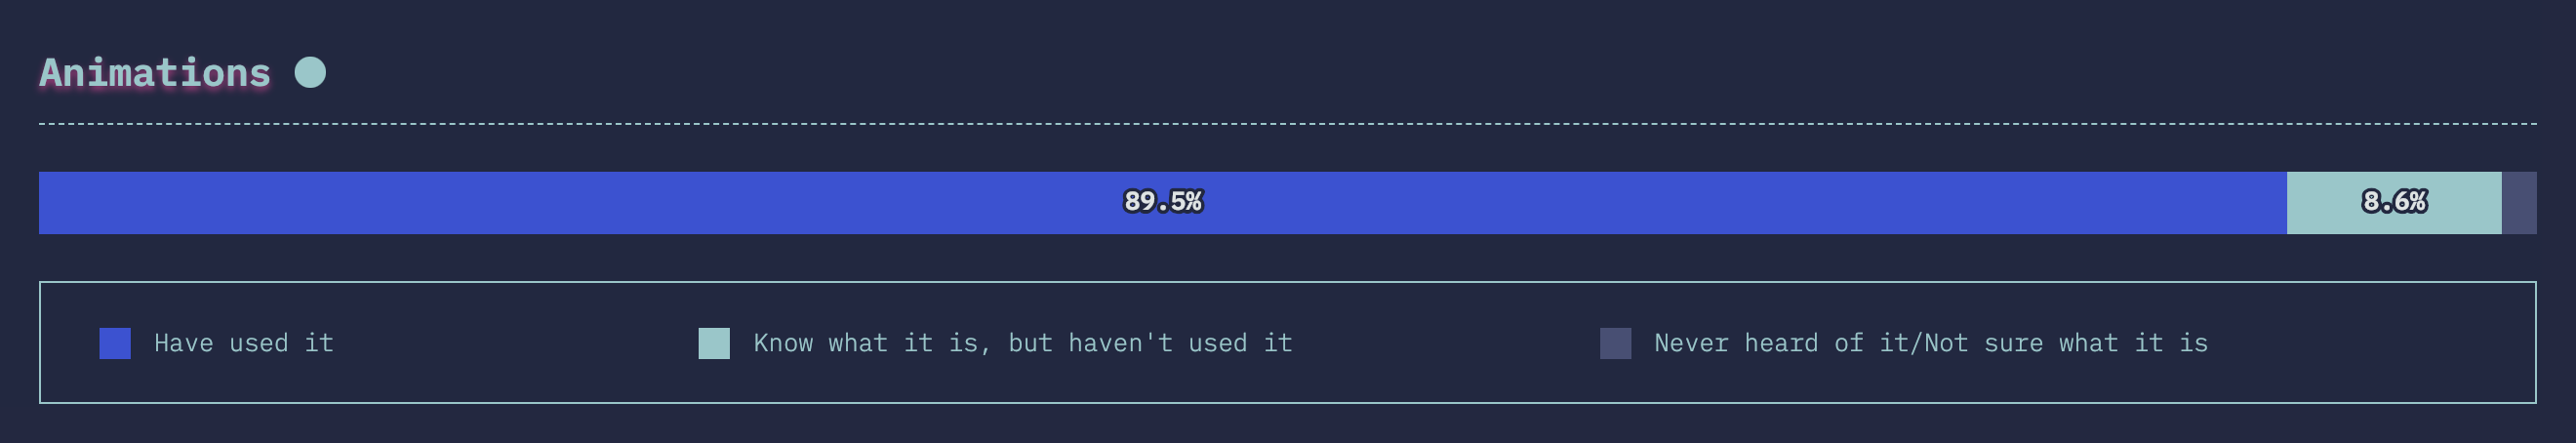 Animations
89.5% 8.6%
Have used it Know what it is, but haven't used it Never heard of it/Not sure what it is